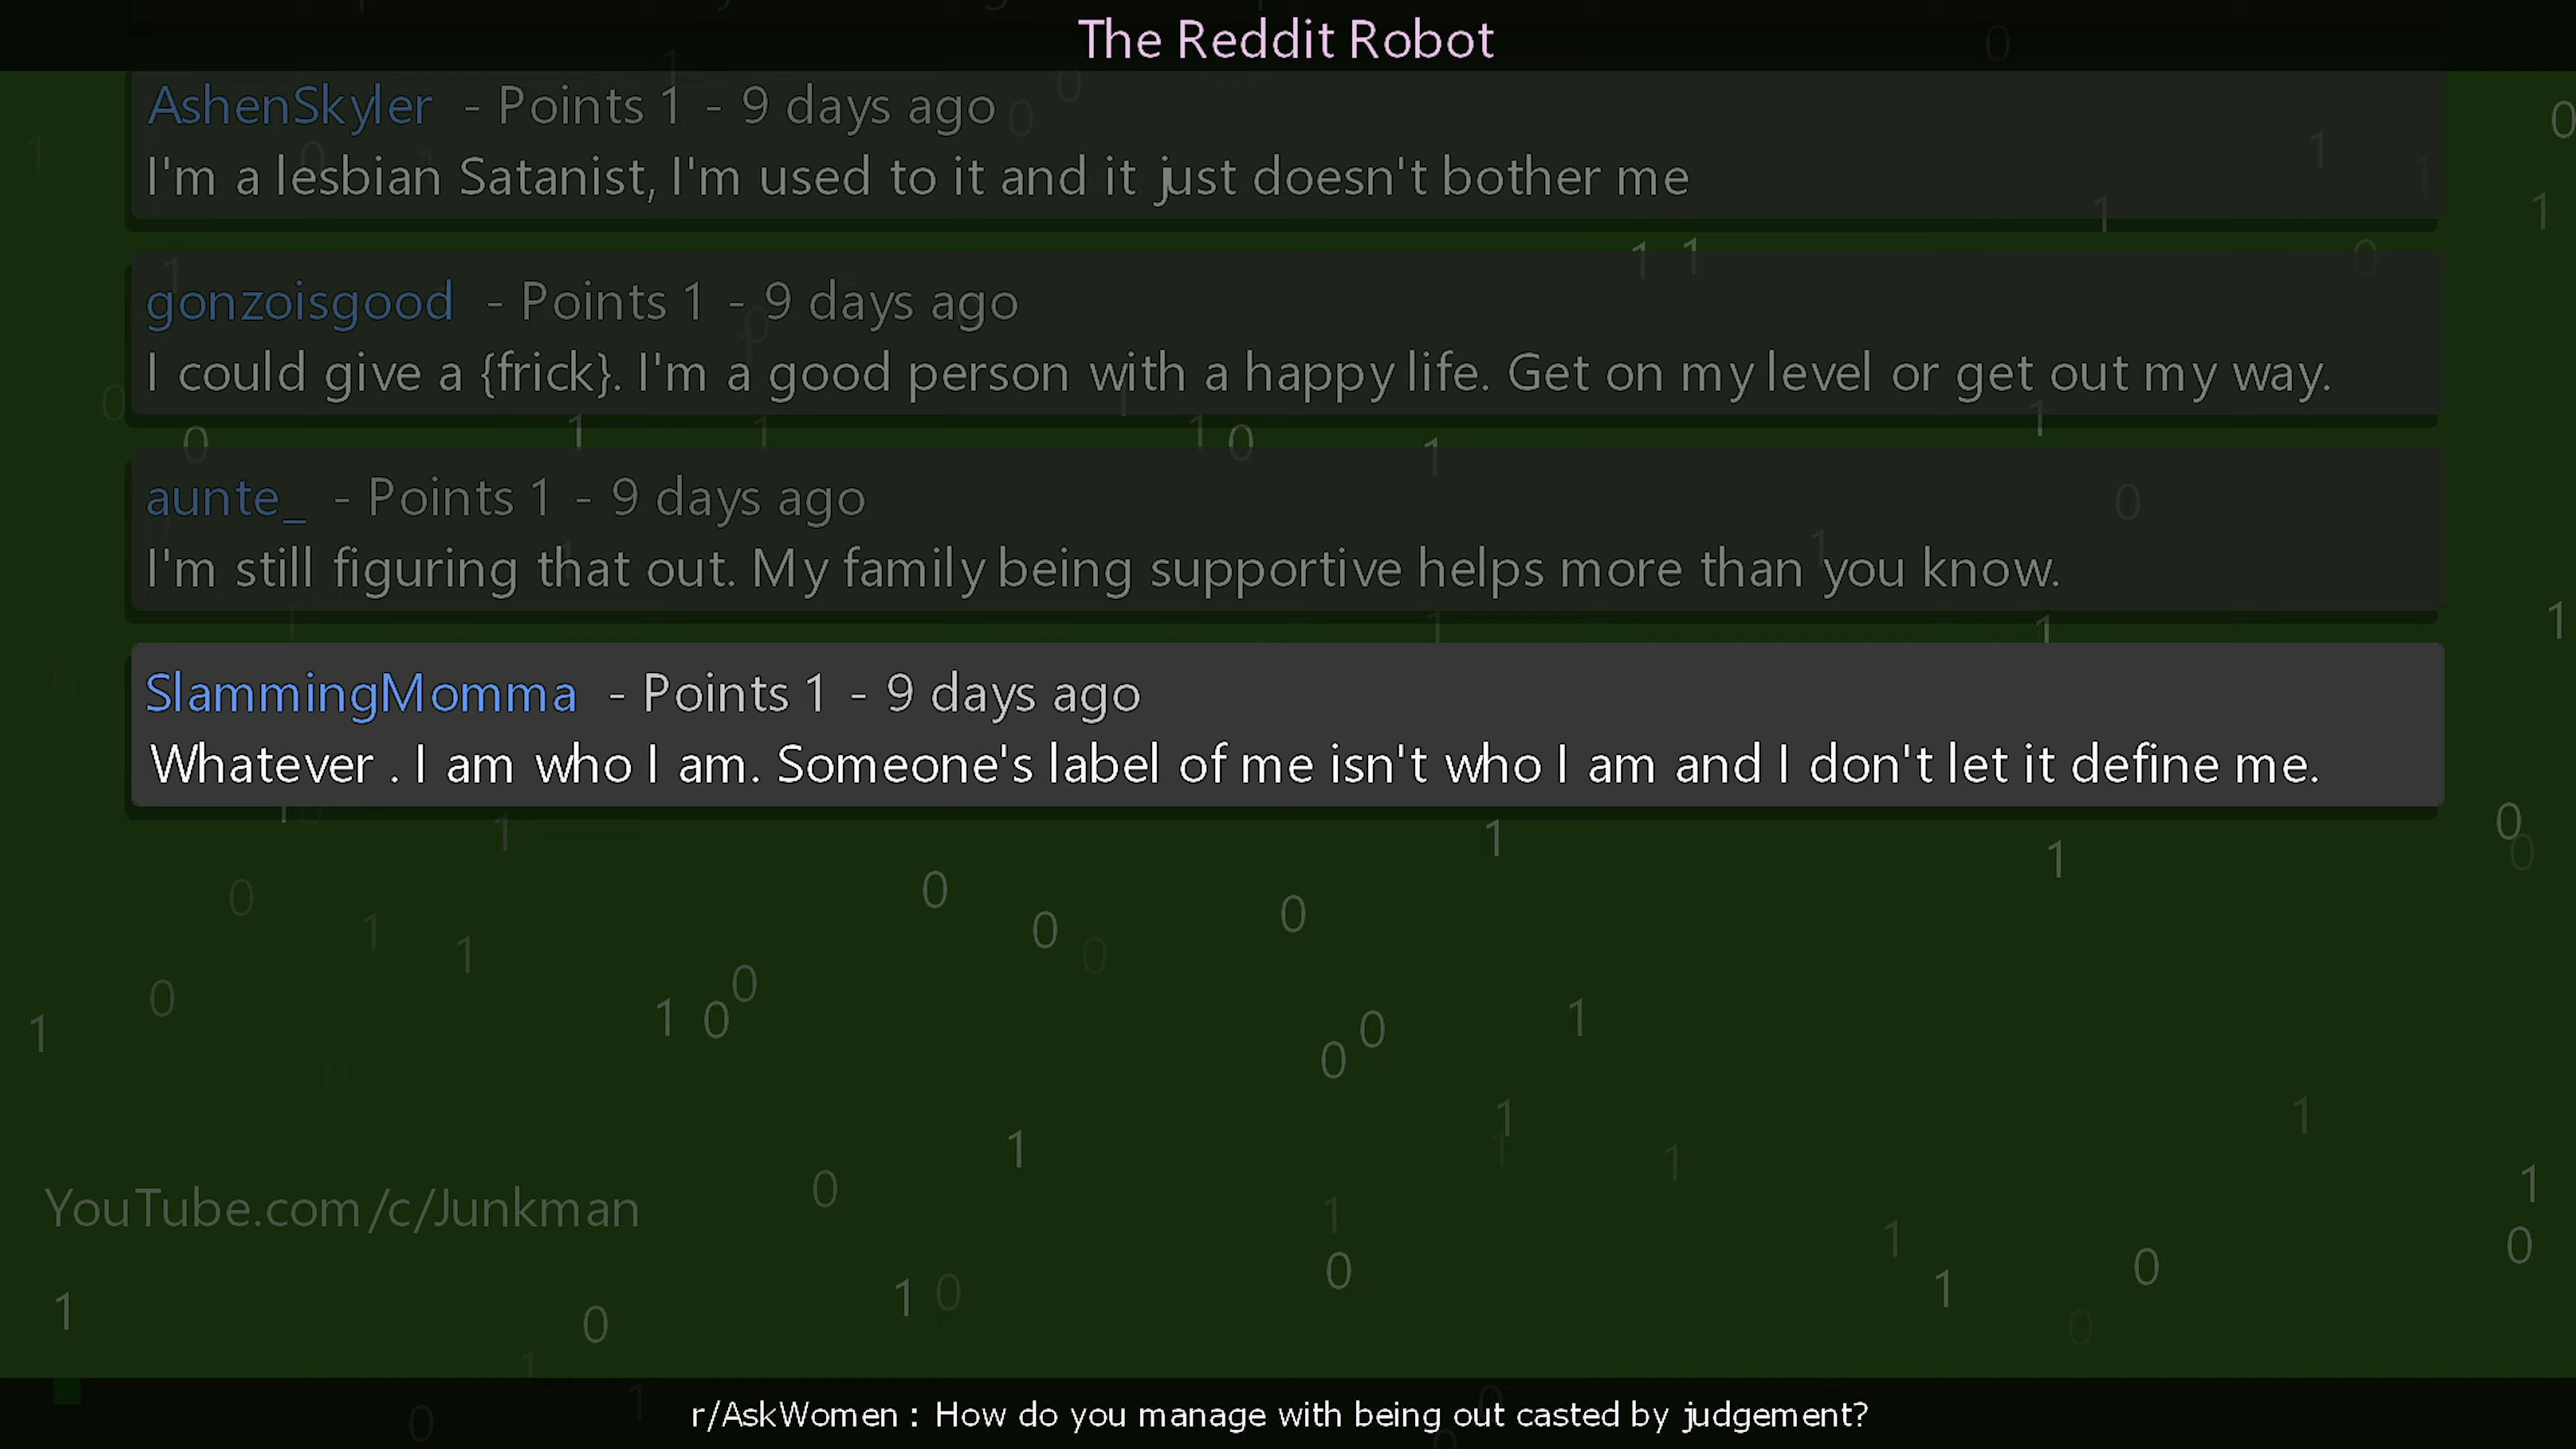 The Reddit Robot
AshenSkyler - Points 1 - 9 days ago
I'm a lesbian Satanist, I'm used to it and it just doesn't bother me
gonzoisgood - Points 1 - 9 days ago
I could give a {frick}. I'm a good person with a happy life. Get on my level or get out my way.
aunte_ - Points 1 - 9 days ago
I'm still figuring that out. My family being supportive helps more than you know.
SlammingMomma - Points 1 - 9 days ago
Whatever . I am who I am. Someone's label of me isn't who I am and I don't let it define me.
YouTube.com/c/Junkman
r/AskWomen : How do you manage with being out casted by judgement?